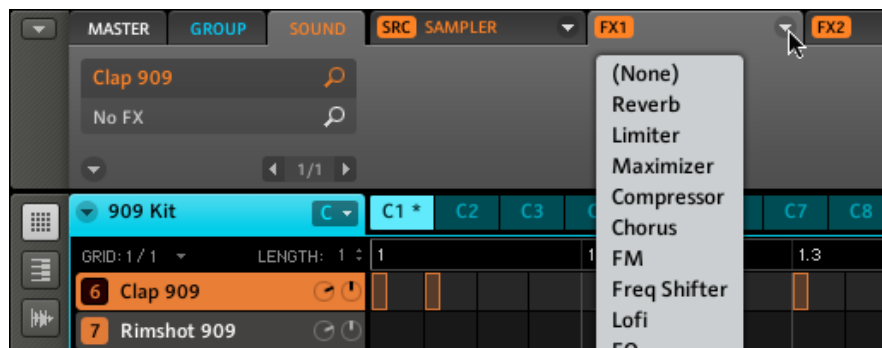 MASTER GROUP SOUND SRC SAMPLER FX1 FX2
Clap 909
No FX
1/1
(None)
Reverb
Limiter
Maximizer
Compressor
Chorus
FM
Freq Shifter
Lofi
909 Kit C C1 * C2 C3 C7 C8
GRID: 1 / 1 LENGTH: 1 1 1.3
6 Clap 909
7 Rimshot 909